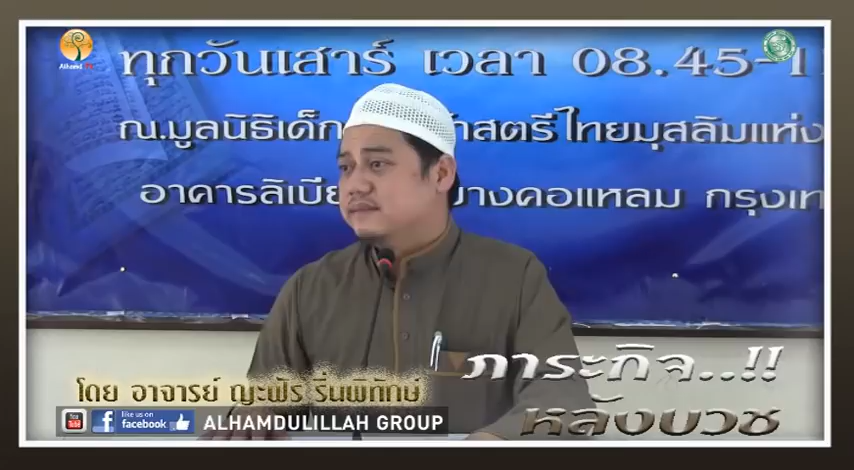 Alhamd TV
ทุกวันเสาร์ เวลา 08.45-1
ณ.มูลนิธิเด็ก าสตรีไทยมุสลิมแห่ง
อาคารลิเบีย บางคอแหลม กรุงเท
ภาระกิจ..!!
หลังบวช
โดย อาจารย์ ญะฟัร รื่นพิทักษ์
You Tube
like us on
facebook
ALHAMDULILLAH GROUP